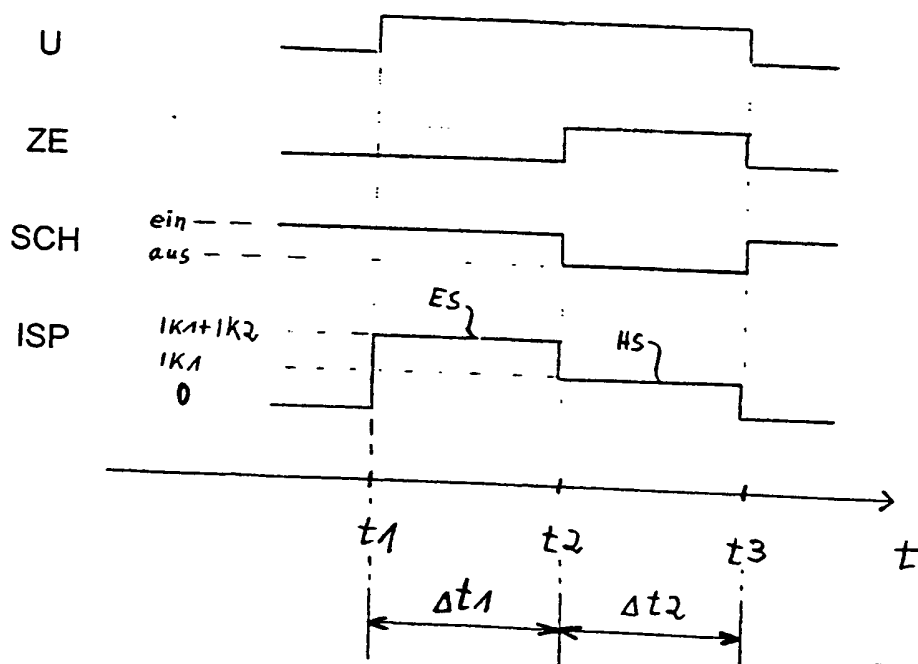 U
ZE
SCH
ein
aus
ISP
IK1+IK2
IK1
0
ES
HS
t1
t2
t3
t
Δt1
Δt2